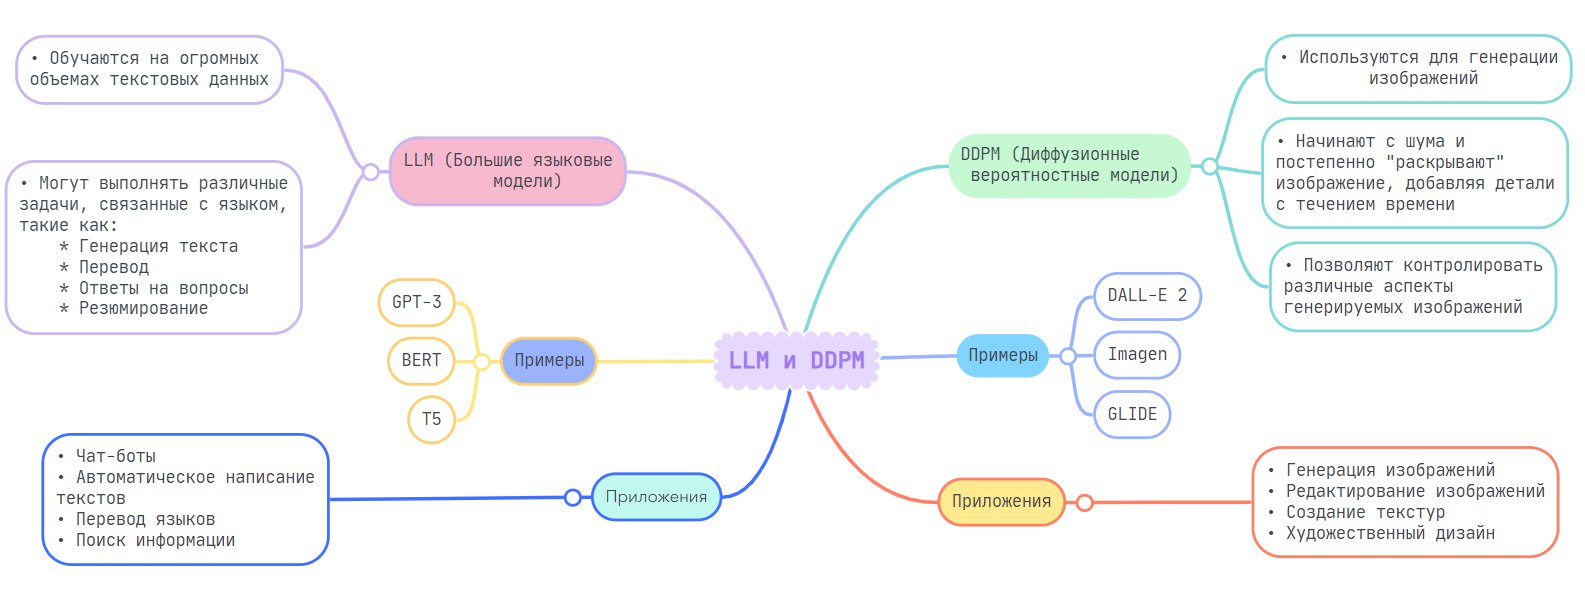 • Обучаются на огромных
объемах текстовых данных
• Могут выполнять различные
задачи, связанные с языком,
такие как:
* Генерация текста
* Перевод
* Ответы на вопросы
* Резюмирование
LLM (Большие языковые
модели)
GPT-3
BERT
T5
Примеры
• Чат-боты
• Автоматическое написание
текстов
• Перевод языков
• Поиск информации
Приложения
LLM и DDPM
DDPM (Диффузионные
вероятностные модели)
• Используются для генерации
изображений
• Начинают с шума и
постепенно "раскрывают"
изображение, добавляя детали
с течением времени
• Позволяют контролировать
различные аспекты
генерируемых изображений
Примеры
DALL-E 2
Imagen
GLIDE
Приложения
• Генерация изображений
• Редактирование изображений
• Создание текстур
• Художественный дизайн